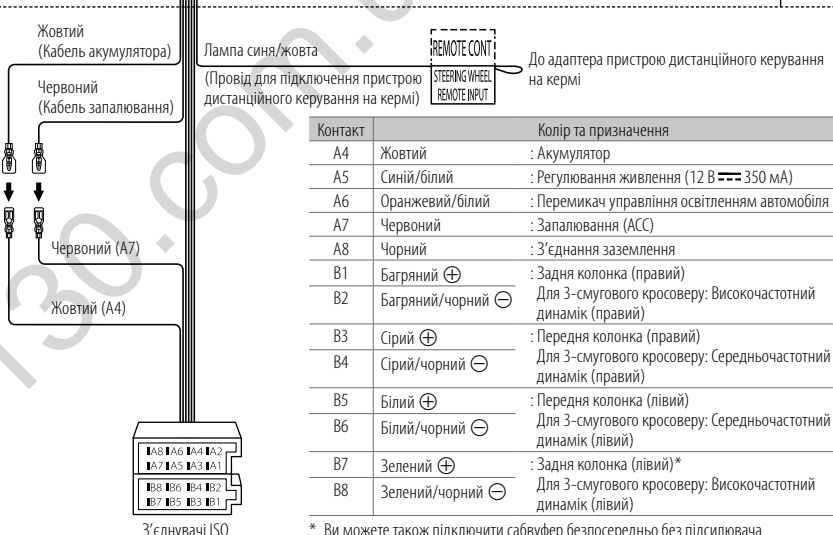 Жовтий
(Кабель акумулятора)
Червоний
(Кабель запалювання)
Лампа синя/жовта
(Провід для підключення пристрою
дистанційного керування на кермі)
REMOTE CONT
STEERING WHEEL
REMOTE INPUT
До адаптера пристрою дистанційного керування
на кермі
Червоний (A7)
Жовтий (A4)
A8 A6 A4 A2
A7 A5 A3 A1
B8 B6 B4 B2
B7 B5 B3 B1
З’єднувачі ISO
Контакт Колір та призначення
A4 Жовтий : Акумулятор
A5 Синій/білий : Регулювання живлення (12 В ⎓ 350 мА)
A6 Оранжевий/білий : Перемикач управління освітленням автомобіля
A7 Червоний : Запалювання (ACC)
A8 Чорний : З’єднання заземлення
B1 Багряний ⊕ : Задня колонка (правий)
B2 Багряний/чорний ⊖ Для 3-смугового кросоверу: Високочастотний
динамік (правий)
B3 Сірий ⊕ : Передня колонка (правий)
B4 Сірий/чорний ⊖ Для 3-смугового кросоверу: Середньочастотний
динамік (правий)
B5 Білий ⊕ : Передня колонка (лівий)
B6 Білий/чорний ⊖ Для 3-смугового кросоверу: Середньочастотний
динамік (лівий)
B7 Зелений ⊕ : Задня колонка (лівий)*
B8 Зелений/чорний ⊖ Для 3-смугового кросоверу: Високочастотний
динамік (лівий)
* Ви можете також підключити сабвуфер безпосередньо без підсилювача
130.com.